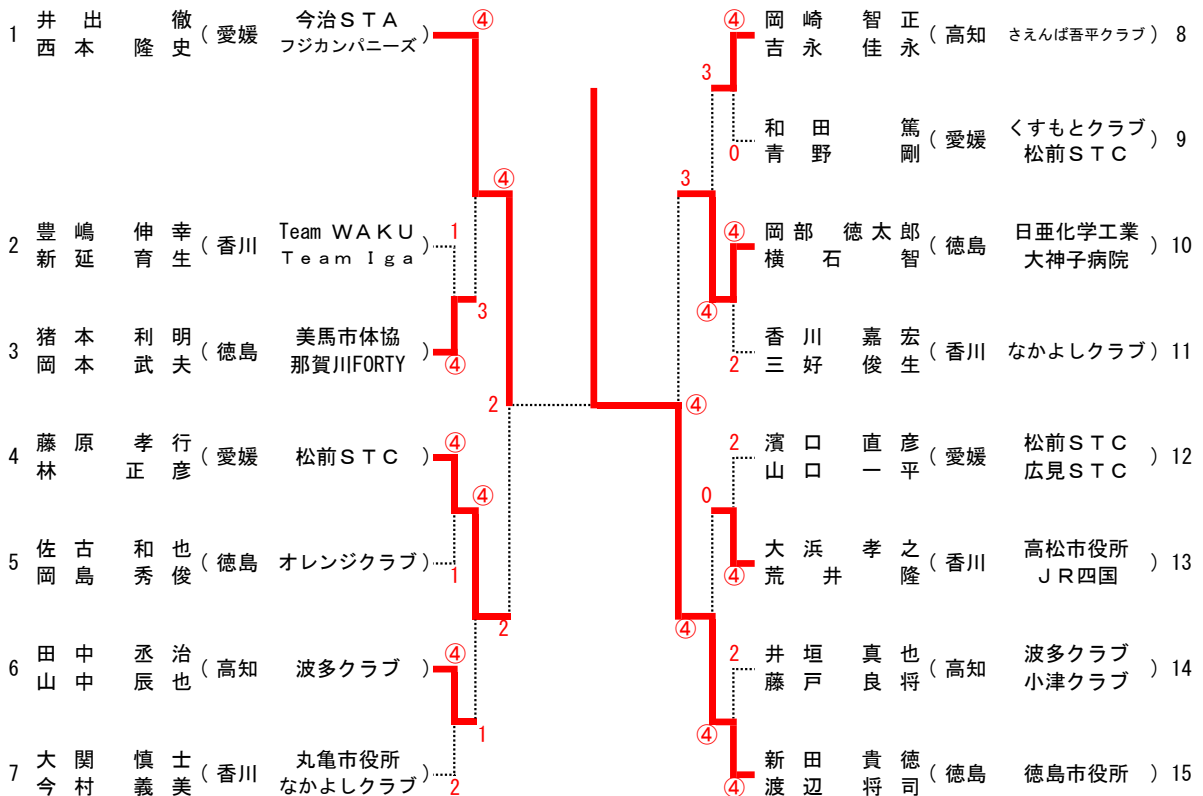 1 井出 徹 (愛媛 今治STA )
西本 隆史 フジカンパニーズ
④
2 豊嶋 伸幸 (香川 Team WAKU )
新延 育生 Team Iga
1
④
3
3 猪本 利明 (徳島 美馬市体協 )
岡本 武夫 那賀川FORTY
④
2
4 藤原 孝行 (愛媛 松前STC )
林 正彦
④
④
5 佐古 和也 (徳島 オレンジクラブ )
岡島 秀俊
1
2
6 田中 丞治 (高知 波多クラブ )
山中 辰也
④
1
7 大関 慎士 (香川 丸亀市役所 )
今村 義美 なかよしクラブ
2
④
岡崎 智正 (高知 さえんば吾平クラブ ) 8
吉永 佳永
3
和田 篤 (愛媛 くすもとクラブ ) 9
青野 剛 松前STC
0
3
④
岡部 徳太郎 (徳島 日亜化学工業 ) 10
横石 智 大神子病院
④
香川 嘉宏 (香川 なかよしクラブ ) 11
三好 俊生
2
④
2
濱口 直彦 (愛媛 松前STC ) 12
山口 一平 広見STC
0
大浜 孝之 (香川 高松市役所 ) 13
荒井 隆 JR四国
④
④
2
井垣 真也 (高知 波多クラブ ) 14
藤戸 良将 小津クラブ
④
新田 貴徳 (徳島 徳島市役所 ) 15
渡辺 将司
④